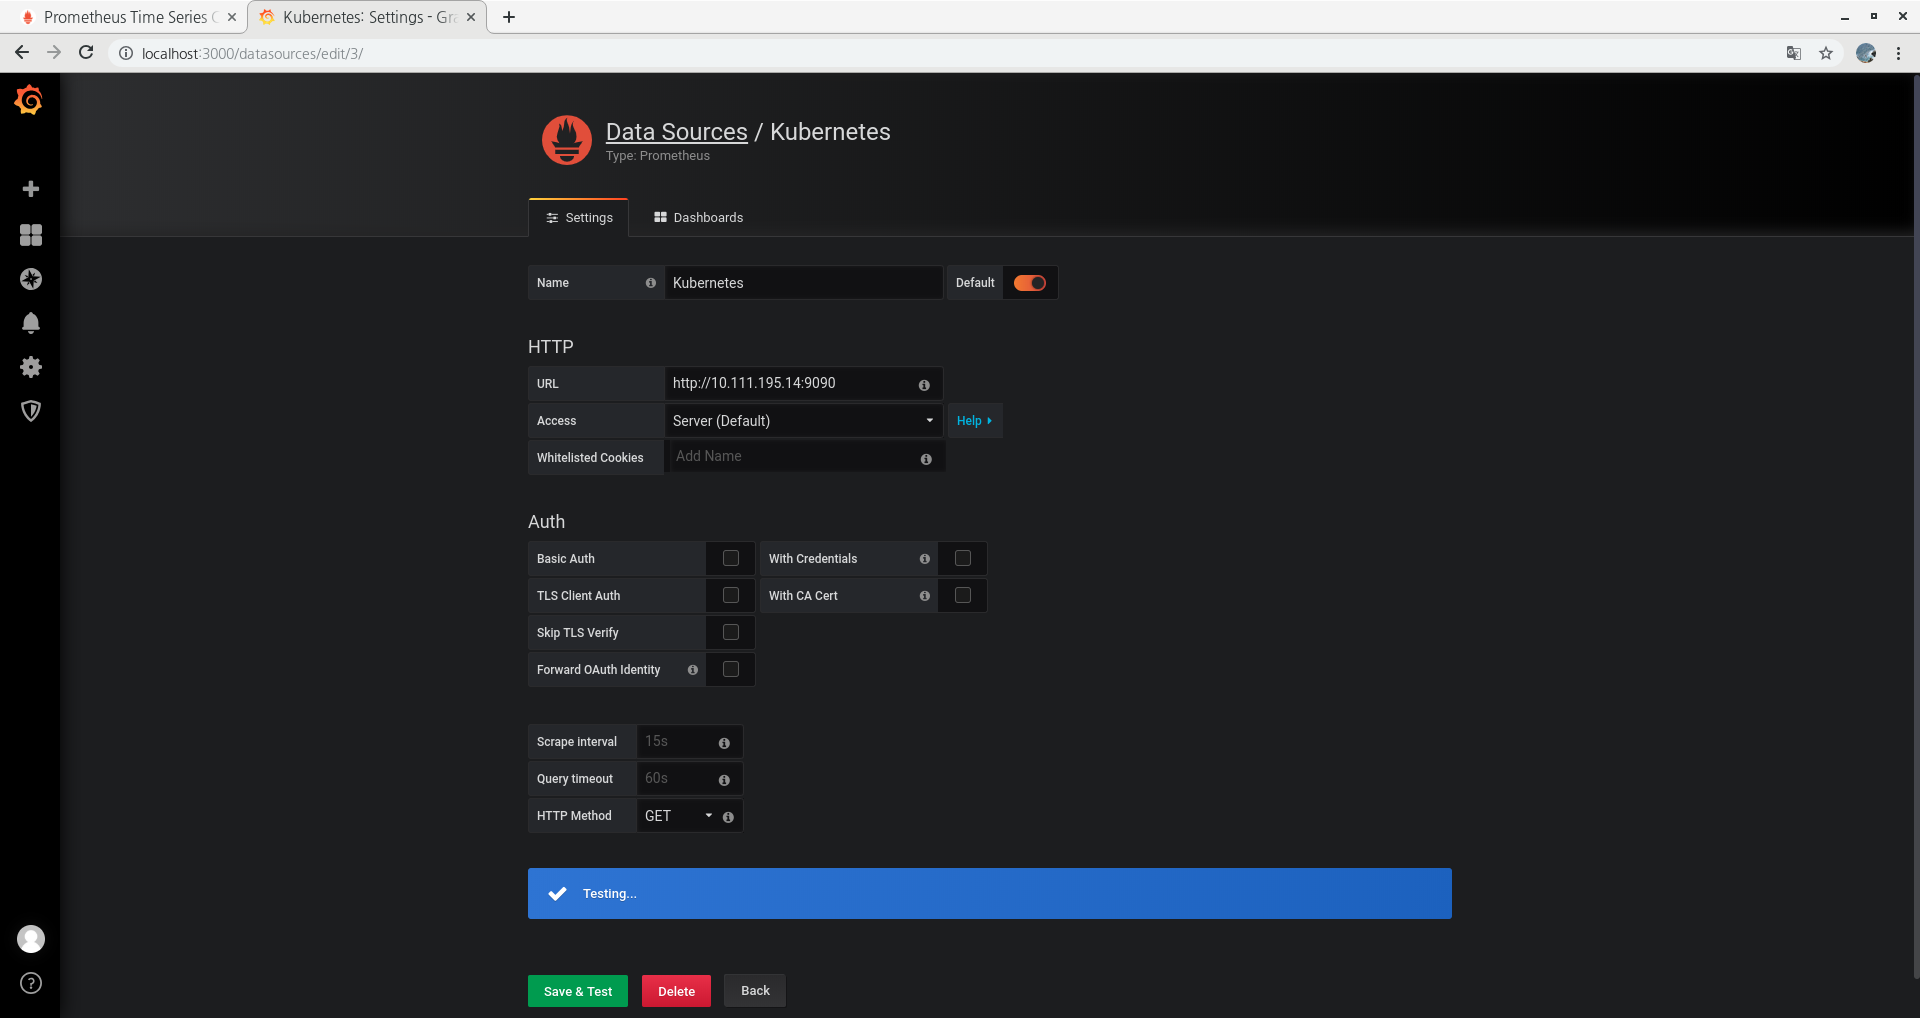 Prometheus Time Series
Kubernetes: Settings - Gra
localhost:3000/datasources/edit/3/
Data Sources / Kubernetes
Type: Prometheus
Settings Dashboards
Name Kubernetes Default
HTTP
URL http://10.111.195.14:9090
Access Server (Default) Help
Whitelisted Cookies Add Name
Auth
Basic Auth With Credentials
TLS Client Auth With CA Cert
Skip TLS Verify
Forward OAuth Identity
Scrape interval 15s
Query timeout 60s
HTTP Method GET
Testing...
Save & Test Delete Back